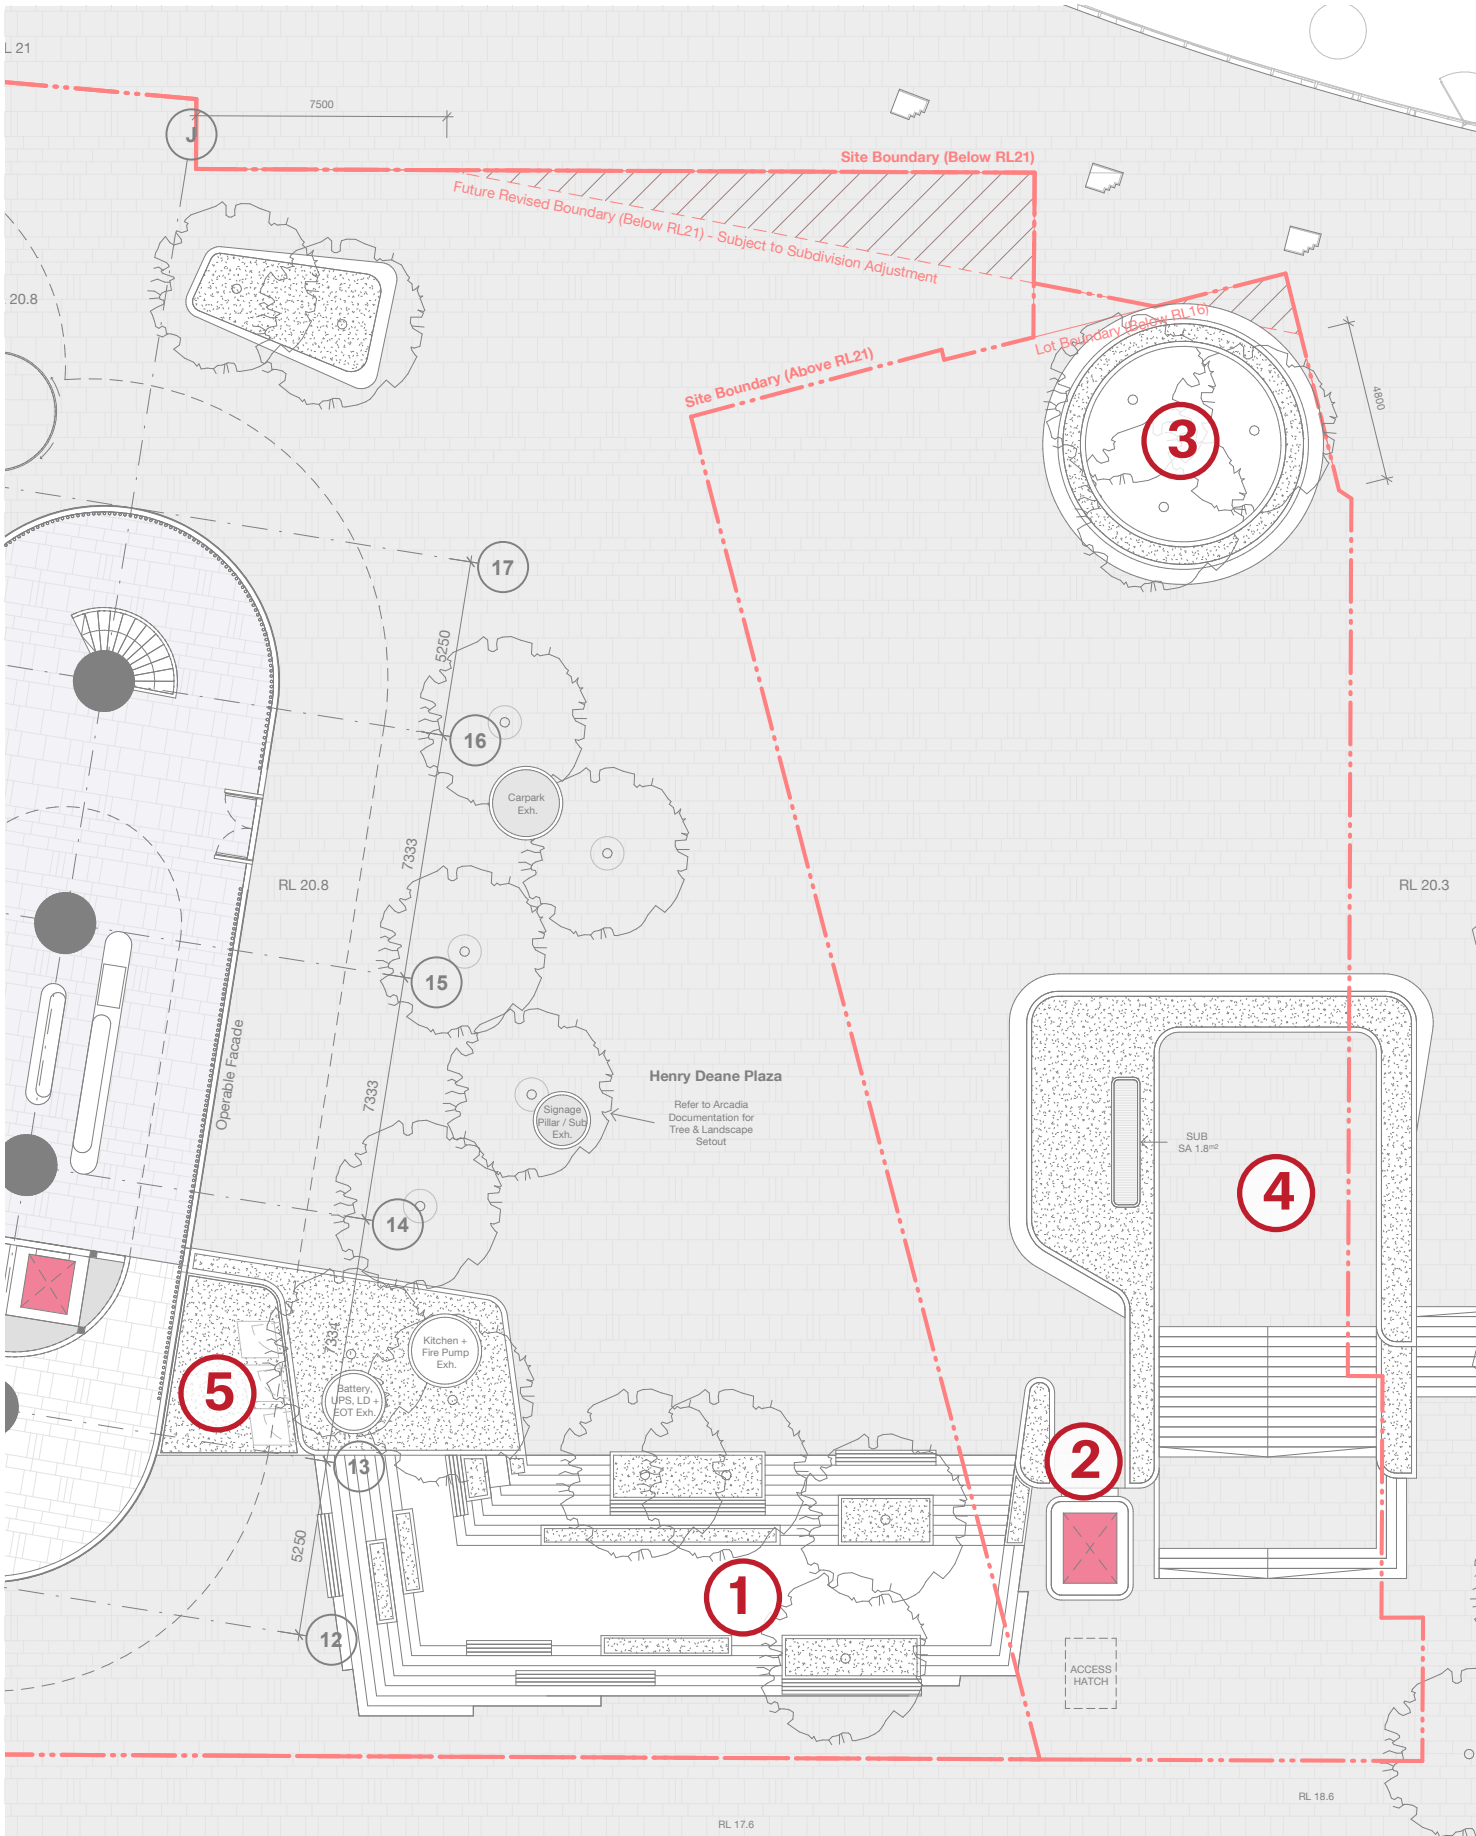 L 21
7500
J
Site Boundary (Below RL21)
Future Revised Boundary (Below RL21) - Subject to Subdivision Adjustment
20.8
Lot Boundary (Below RL16)
Site Boundary (Above RL21)
4800
3
17
5250
16
Carpark
Exh.
7333
RL 20.8
RL 20.3
15
Operable Facade
Henry Deane Plaza
7333
Refer to Arcadia
Documentation for
Tree & Landscape
Setout
Signage
Pillar / Sub
Exh.
SUB
SA 1.8m2
4
14
7334
Kitchen +
Fire Pump
Exh.
5
Battery,
UPS, LD +
EOT Exh.
13
2
5250
X
1
12
ACCESS
HATCH
RL 18.6
RL 17.6